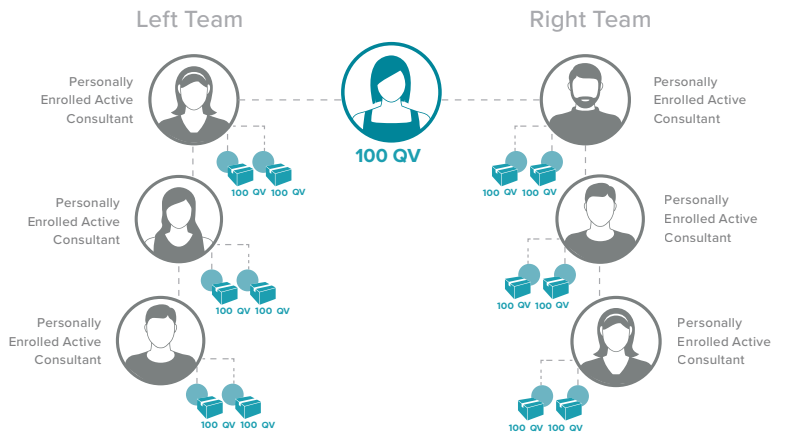 Left Team
Right Team
Personally
Enrolled Active
Consultant
Personally
Enrolled Active
Consultant
100 QV
100 QV 100 QV
100 QV 100 QV
Personally
Enrolled Active
Consultant
Personally
Enrolled Active
Consultant
100 QV 100 QV
100 QV 100 QV
Personally
Enrolled Active
Consultant
Personally
Enrolled Active
Consultant
100 QV 100 QV
100 QV 100 QV